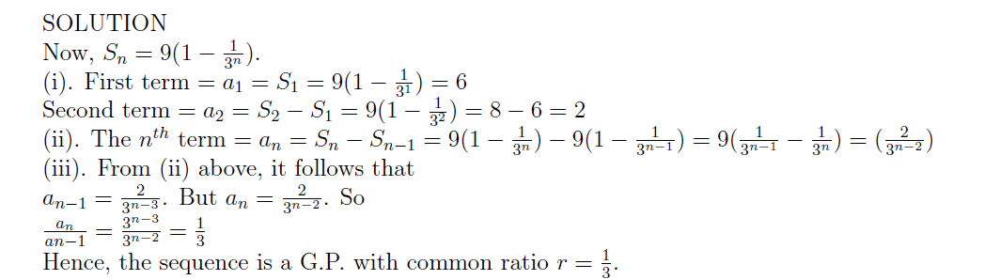 SOLUTION
Now, $S_n = 9(1 - \frac{1}{3^n})$.
(i). First term $= a_1 = S_1 = 9(1 - \frac{1}{3^1}) = 6$
Second term $= a_2 = S_2 - S_1 = 9(1 - \frac{1}{3^2}) = 8 - 6 = 2$
(ii). The $n^{th}$ term $= a_n = S_n - S_{n-1} = 9(1 - \frac{1}{3^n}) - 9(1 - \frac{1}{3^{n-1}}) = 9(\frac{1}{3^{n-1}} - \frac{1}{3^n}) = (\frac{2}{3^{n-2}})$
(iii). From (ii) above, it follows that
$a_{n-1} = \frac{2}{3^{n-3}}$. But $a_n = \frac{2}{3^{n-2}}$. So
$\frac{a_n}{a_{n-1}} = \frac{3^{n-3}}{3^{n-2}} = \frac{1}{3}$
Hence, the sequence is a G.P. with common ratio $r = \frac{1}{3}$.